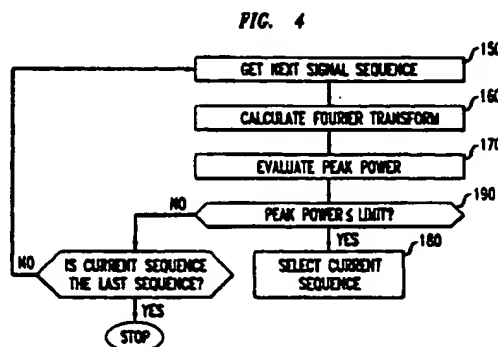 FIG. 4
150
GET NEXT SIGNAL SEQUENCE
160
CALCULATE FOURIER TRANSFORM
170
EVALUATE PEAK POWER
190
NO
PEAK POWER ≤ LIMIT?
YES
180
NO
IS CURRENT SEQUENCE
THE LAST SEQUENCE?
SELECT CURRENT
SEQUENCE
YES
STOP